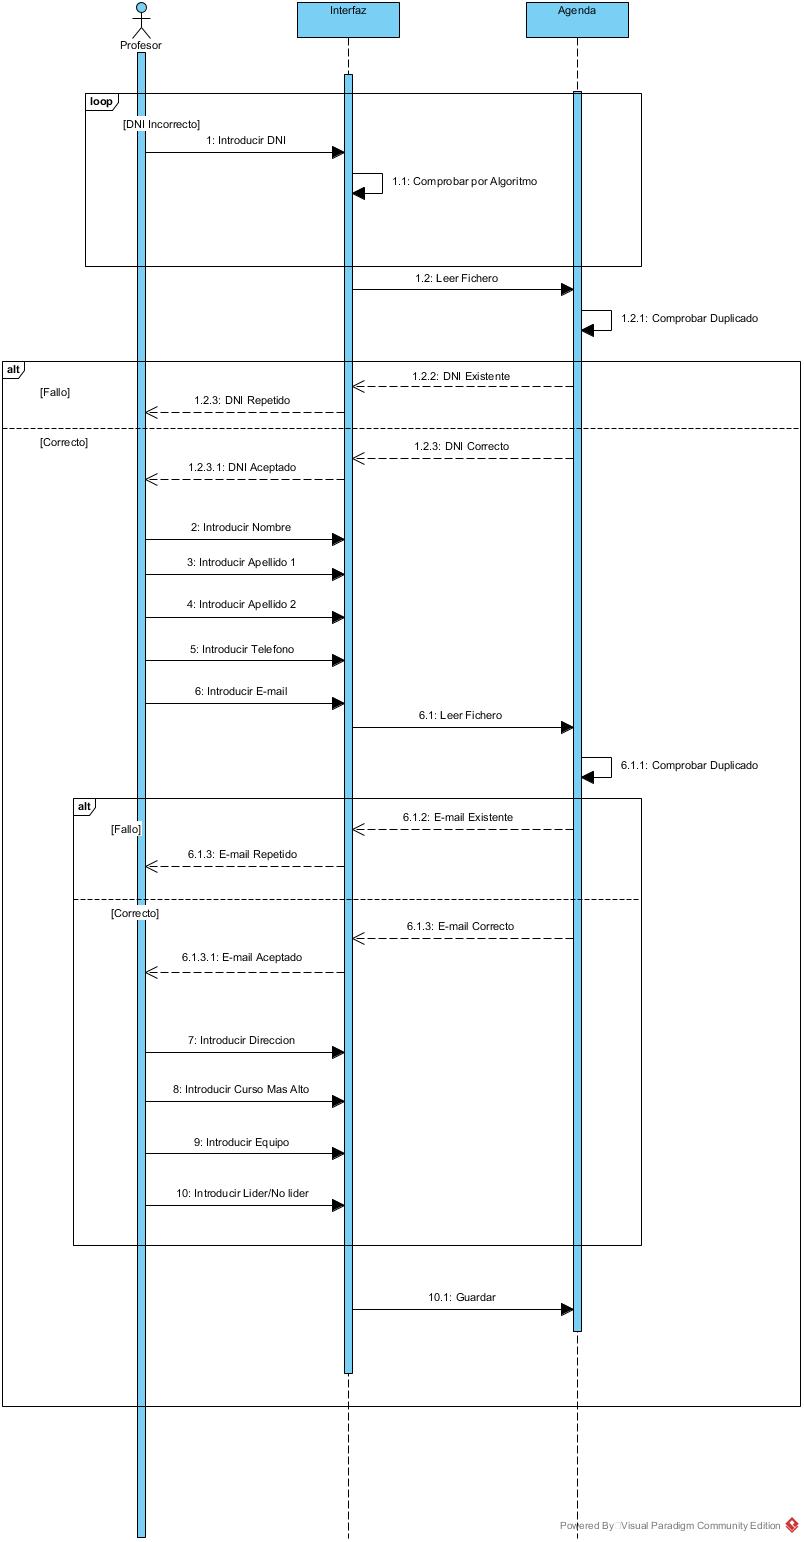 Interfaz
Agenda
Profesor
loop
[DNI Incorrecto]
1: Introducir DNI
1.1: Comprobar por Algoritmo
1.2: Leer Fichero
1.2.1: Comprobar Duplicado
alt
1.2.2: DNI Existente
[Fallo]
1.2.3: DNI Repetido
[Correcto]
1.2.3: DNI Correcto
1.2.3.1: DNI Aceptado
2: Introducir Nombre
3: Introducir Apellido 1
4: Introducir Apellido 2
5: Introducir Telefono
6: Introducir E-mail
6.1: Leer Fichero
6.1.1: Comprobar Duplicado
alt
6.1.2: E-mail Existente
[Fallo]
6.1.3: E-mail Repetido
[Correcto]
6.1.3: E-mail Correcto
6.1.3.1: E-mail Aceptado
7: Introducir Direccion
8: Introducir Curso Mas Alto
9: Introducir Equipo
10: Introducir Lider/No lider
10.1: Guardar
Powered By Visual Paradigm Community Edition